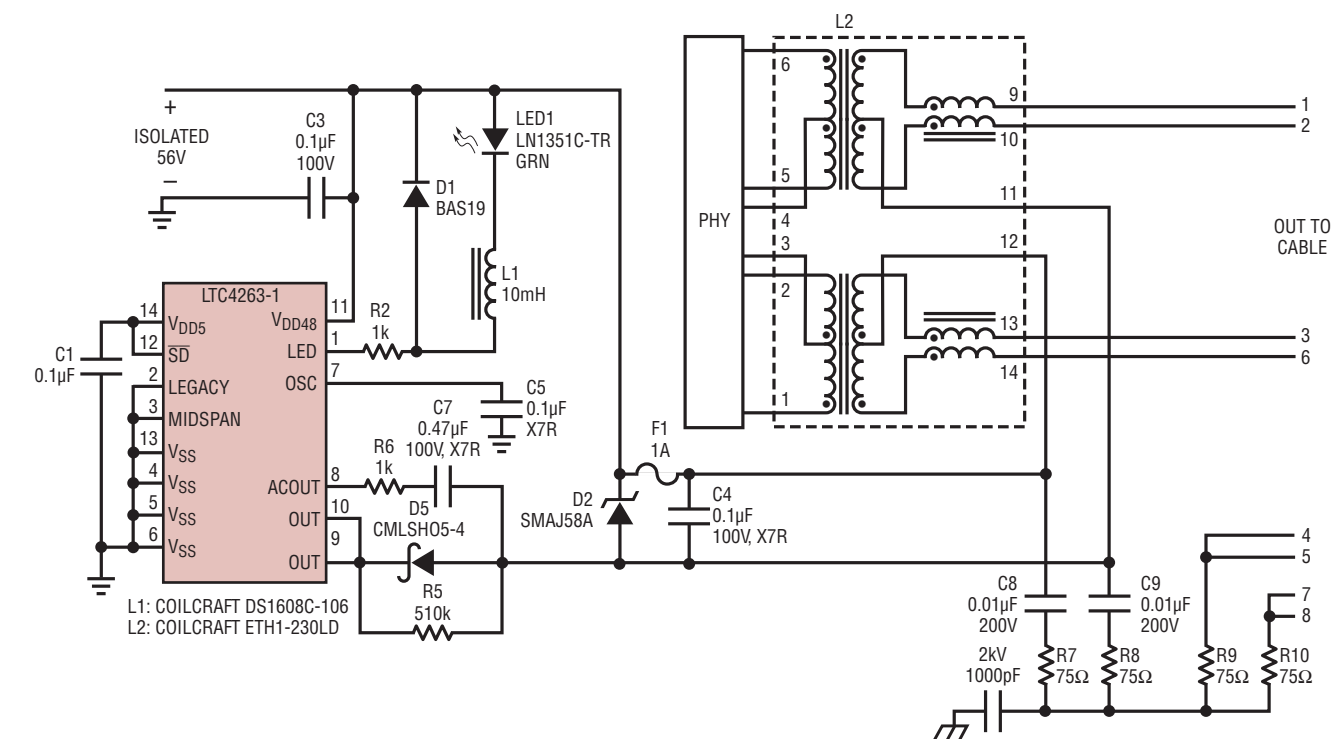 L2
PHY
6
5
4
3
2
1
9
10
11
12
13
14
1
2
3
6
OUT TO
CABLE
+
ISOLATED
56V
–
C3
0.1µF
100V
LED1
LN1351C-TR
GRN
D1
BAS19
L1
10mH
R2
1k
LTC4263-1
14
VDD5
12
SD
2
LEGACY
3
MIDSPAN
13
VSS
4
VSS
5
VSS
6
VSS
11
VDD48
1
LED
7
OSC
8
ACOUT
10
OUT
9
OUT
C1
0.1µF
C5
0.1µF
X7R
C7
0.47µF
100V, X7R
R6
1k
D5
CMLSHO5-4
R5
510k
F1
1A
D2
SMAJ58A
C4
0.1µF
100V, X7R
L1: COILCRAFT DS1608C-106
L2: COILCRAFT ETH1-230LD
4
5
7
8
C8
0.01µF
200V
C9
0.01µF
200V
2kV
1000pF
R7
75Ω
R8
75Ω
R9
75Ω
R10
75Ω